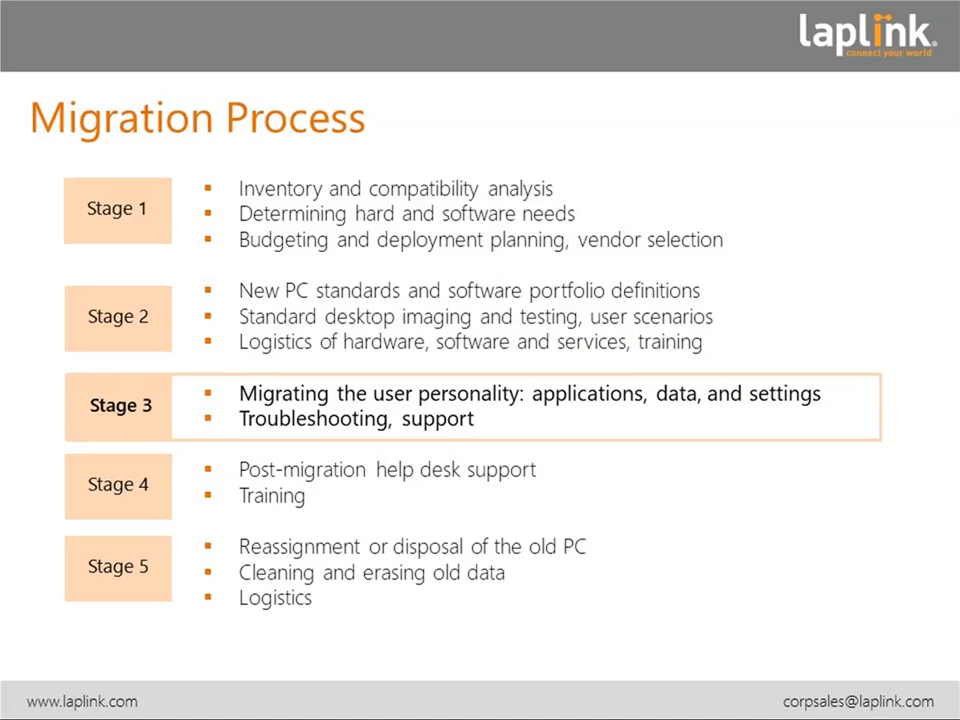 laplink.
connect your world
Migration Process
Stage 1
▪ Inventory and compatibility analysis
▪ Determining hard and software needs
▪ Budgeting and deployment planning, vendor selection
Stage 2
▪ New PC standards and software portfolio definitions
▪ Standard desktop imaging and testing, user scenarios
▪ Logistics of hardware, software and services, training
Stage 3
▪ Migrating the user personality: applications, data, and settings
▪ Troubleshooting, support
Stage 4
▪ Post-migration help desk support
▪ Training
Stage 5
▪ Reassignment or disposal of the old PC
▪ Cleaning and erasing old data
▪ Logistics
www.laplink.com
corpsales@laplink.com